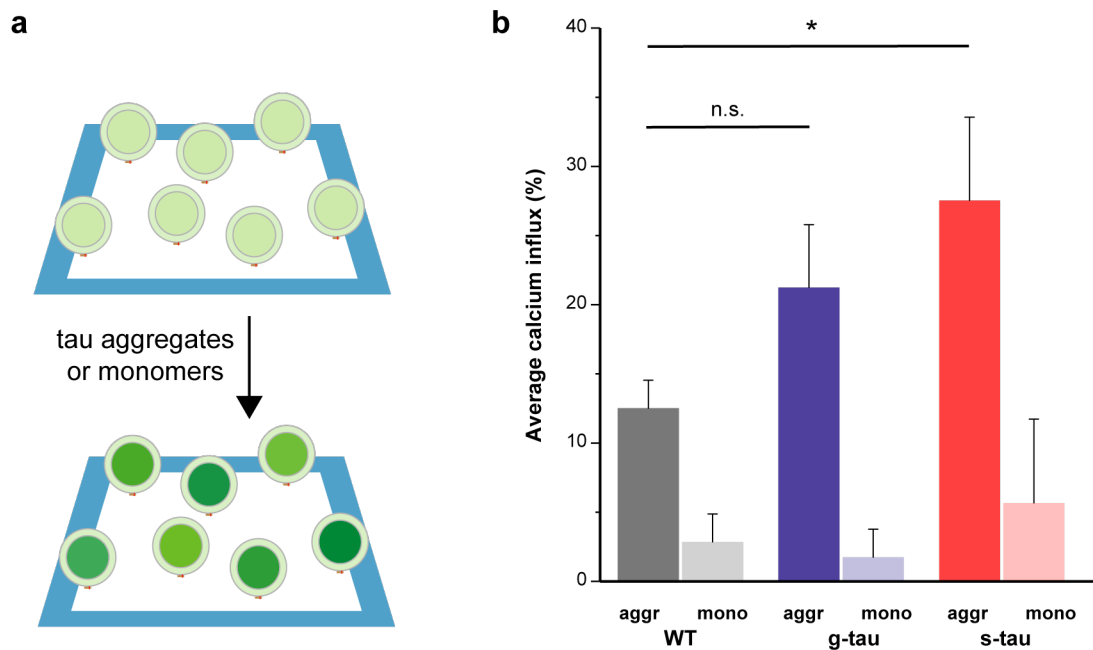 a
tau aggregates
or monomers
b
Average calcium influx (%)
40
30
20
10
0
*
n.s.
aggr mono aggr mono aggr mono
WT g-tau s-tau